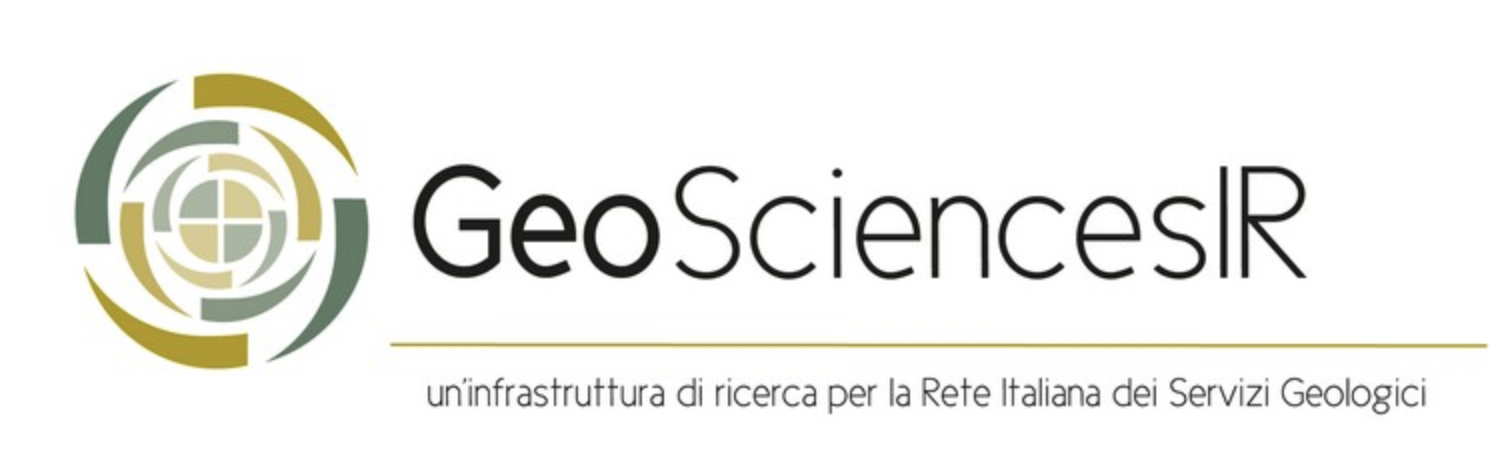 GeoSciencesIR
un'infrastruttura di ricerca per la Rete Italiana dei Servizi Geologici